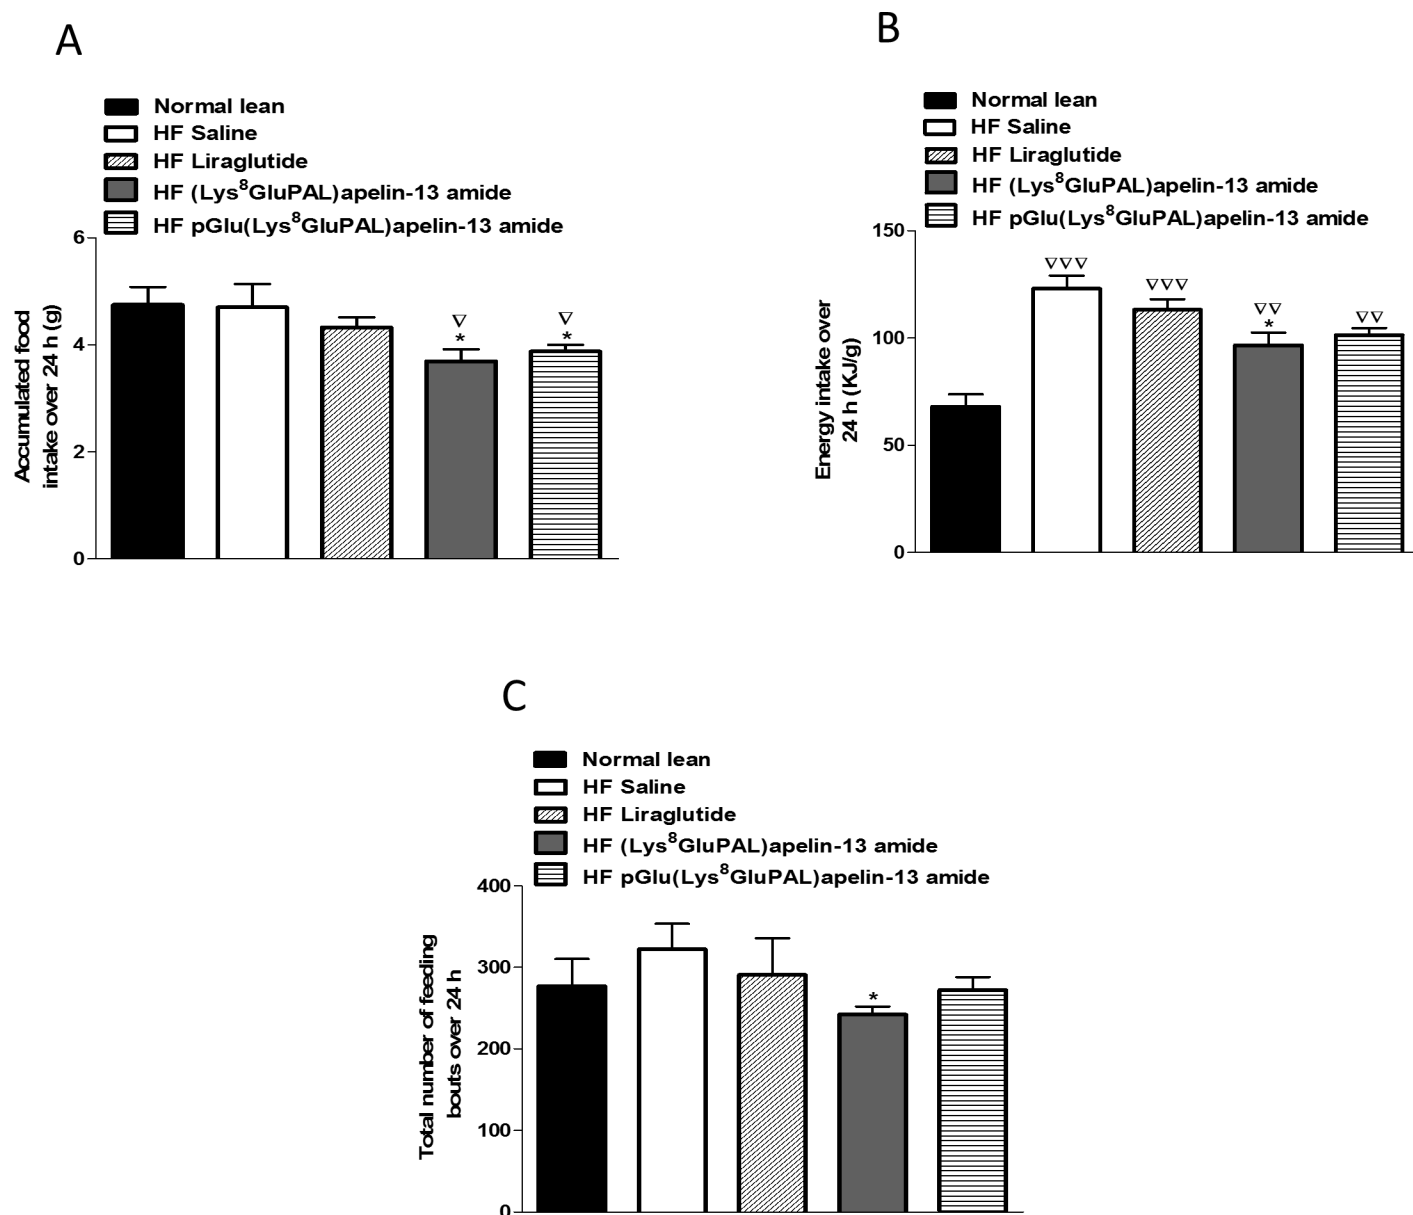 A
Normal lean
HF Saline
HF Liraglutide
HF (Lys⁸GluPAL)apelin-13 amide
HF pGlu(Lys⁸GluPAL)apelin-13 amide
Accumulated food
intake over 24 h (g)
6
4
2
0
▽
*
▽
*
B
Normal lean
HF Saline
HF Liraglutide
HF (Lys⁸GluPAL)apelin-13 amide
HF pGlu(Lys⁸GluPAL)apelin-13 amide
Energy intake over
24 h (KJ/g)
150
100
50
0
▽▽▽
▽▽▽
▽▽
*
▽▽
C
Normal lean
HF Saline
HF Liraglutide
HF (Lys⁸GluPAL)apelin-13 amide
HF pGlu(Lys⁸GluPAL)apelin-13 amide
Total number of feeding
bouts over 24 h
400
300
200
100
0
*